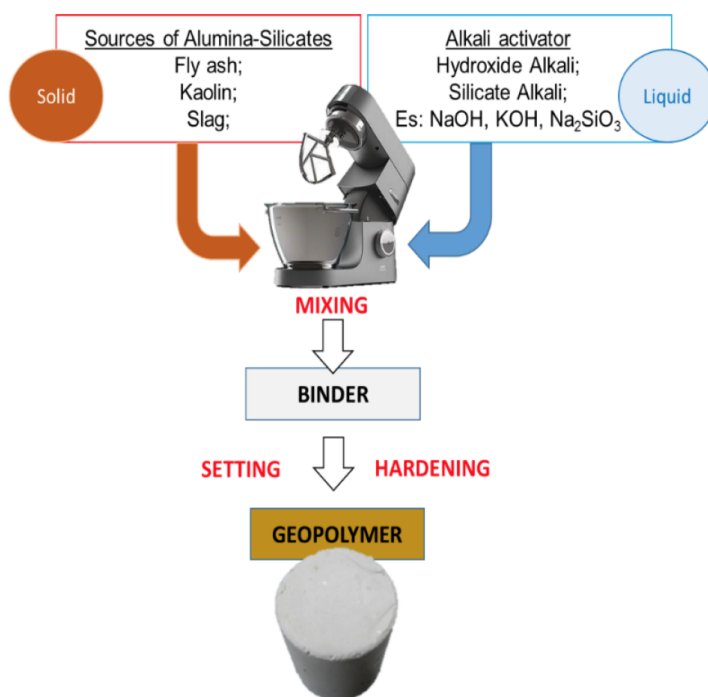 Sources of Alumina-Silicates
Fly ash;
Kaolin;
Slag;
Solid
Alkali activator
Hydroxide Alkali;
Silicate Alkali;
Es: NaOH, KOH, Na₂SiO₃
Liquid
MIXING
BINDER
SETTING
HARDENING
GEOPOLYMER